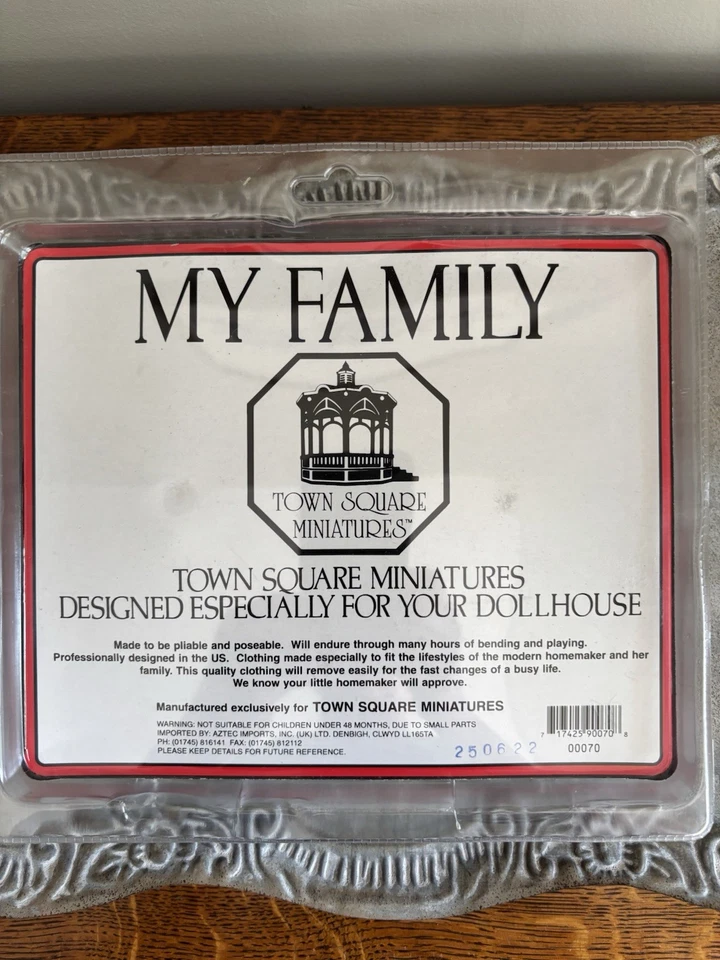 MY FAMILY
TOWN SQUARE
MINIATURES™
TOWN SQUARE MINIATURES
DESIGNED ESPECIALLY FOR YOUR DOLLHOUSE
Made to be pliable and poseable. Will endure through many hours of bending and playing.
Professionally designed in the US. Clothing made especially to fit the lifestyles of the modern homemaker and her
family. This quality clothing will remove easily for the fast changes of a busy life.
We know your little homemaker will approve.
Manufactured exclusively for TOWN SQUARE MINIATURES
WARNING: NOT SUITABLE FOR CHILDREN UNDER 48 MONTHS, DUE TO SMALL PARTS
IMPORTED BY: AZTEC IMPORTS, INC. (UK) LTD. DENBIGH, CLWYD LL165TA
PH: (01745) 816141 FAX: (01745) 812112
PLEASE KEEP DETAILS FOR FUTURE REFERENCE.
250622
7 17425 90070 8
00070